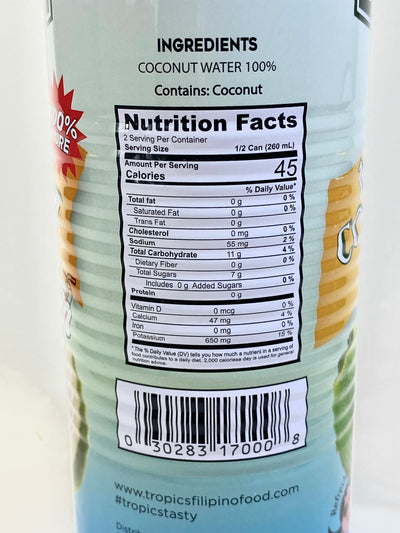 INGREDIENTS
COCONUT WATER 100%
Contains: Coconut
Nutrition Facts
2 Serving Per Container
Serving Size 1/2 Can (260 mL)
Amount Per Serving
Calories 45
% Daily Value*
Total fat 0 g 0 %
Saturated Fat 0 g 0 %
Trans Fat 0 g
Cholesterol 0 mg 0 %
Sodium 55 mg 2 %
Total Carbohydrate 11 g 4 %
Dietary Fiber 0 g 0 %
Total Sugars 7 g
Includes 0 g Added Sugars 0%
Protein 0 g
Vitamin D 0 mcg 0 %
Calcium 47 mg 4 %
Iron 0 mg 0 %
Potassium 650 mg 15 %
* The % Daily Value (DV) tells you how much a nutrient in a serving of
food contributes to a daily diet. 2,000 caloriesa day is used for general
nutrition advice.
0 30283 17000 8
www.tropicsfilipinofood.com
#tropicstasty